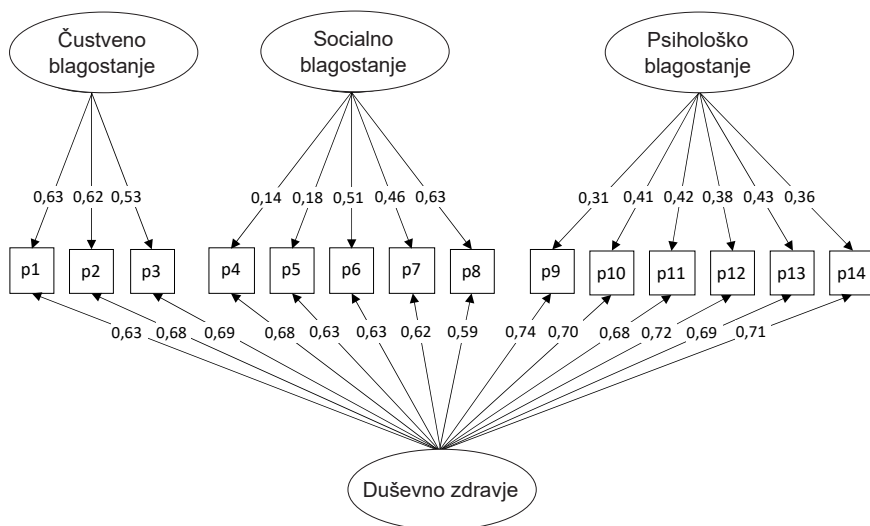 Čustveno
blagostanje
Socialno
blagostanje
Psihološko
blagostanje
0,63 0,62 0,53 0,14 0,18 0,51 0,46 0,63 0,31 0,41 0,42 0,38 0,43 0,36
p1 p2 p3 p4 p5 p6 p7 p8 p9 p10 p11 p12 p13 p14
0,63 0,68 0,69 0,68 0,63 0,63 0,62 0,59 0,74 0,70 0,68 0,72 0,69 0,71
Duševno zdravje